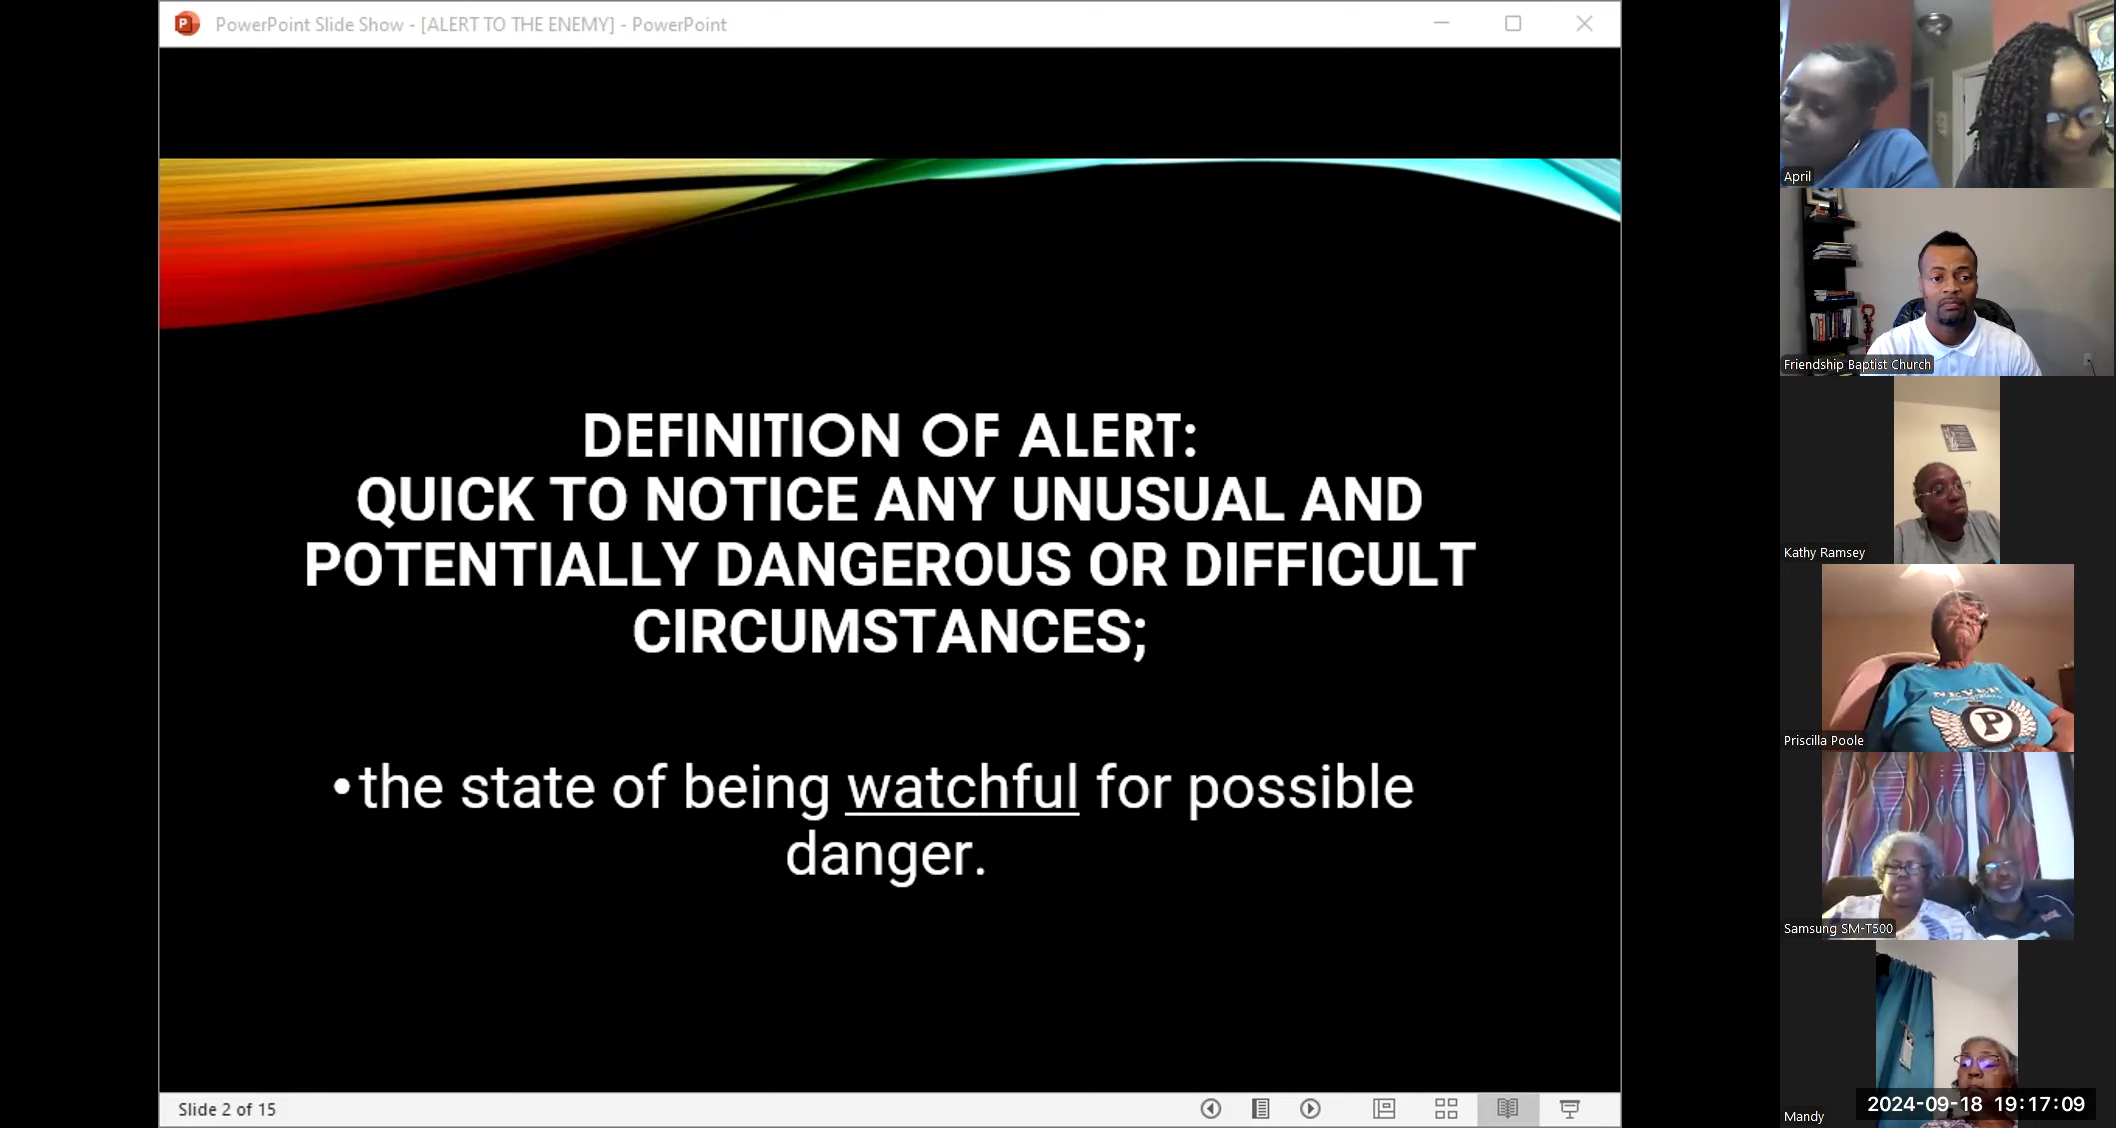 PowerPoint Slide Show - [ALERT TO THE ENEMY] - PowerPoint
DEFINITION OF ALERT:
QUICK TO NOTICE ANY UNUSUAL AND
POTENTIALLY DANGEROUS OR DIFFICULT
CIRCUMSTANCES;
•the state of being watchful for possible
danger.
Slide 2 of 15
April
Friendship Baptist Church
Kathy Ramsey
NEVER
P
Priscilla Poole
Samsung SM-T500
Mandy
2024-09-18 19:17:09